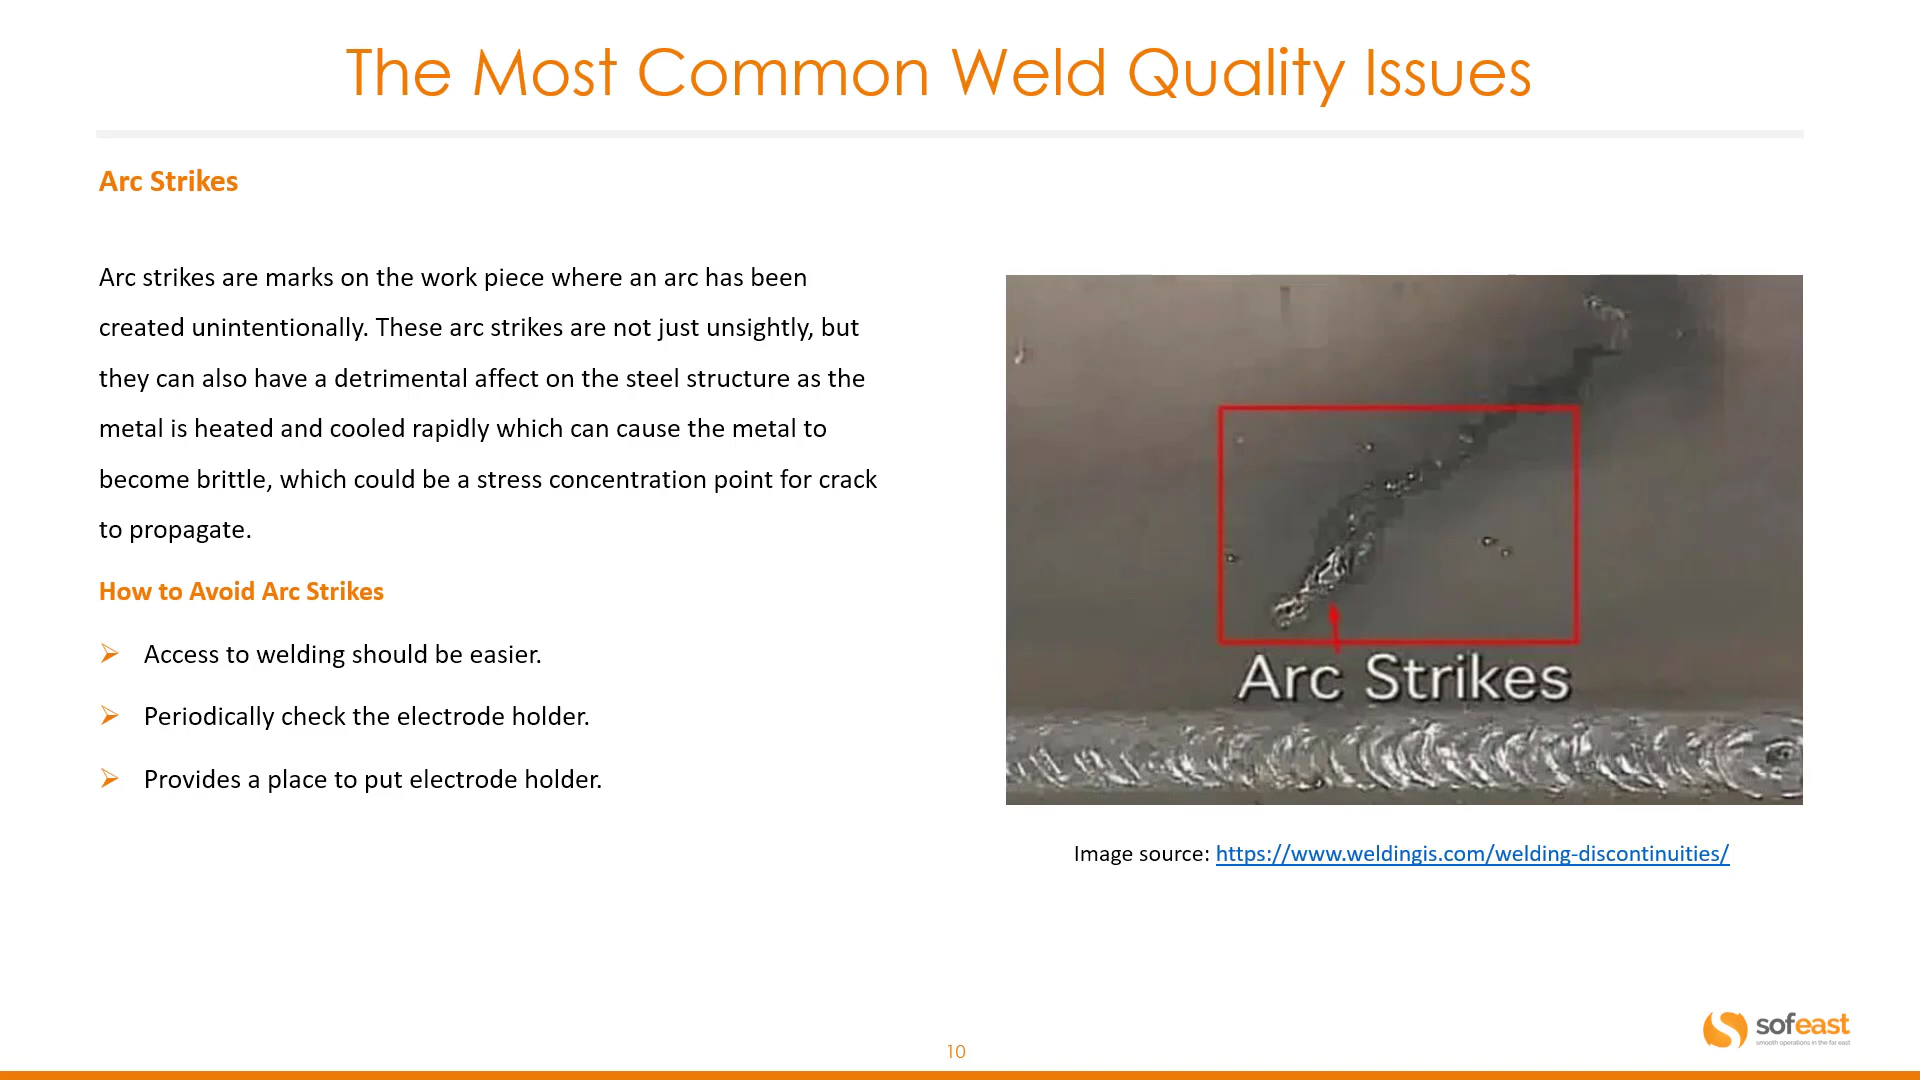 The Most Common Weld Quality Issues
Arc Strikes
Arc strikes are marks on the work piece where an arc has been
created unintentionally. These arc strikes are not just unsightly, but
they can also have a detrimental affect on the steel structure as the
metal is heated and cooled rapidly which can cause the metal to
become brittle, which could be a stress concentration point for crack
to propagate.
How to Avoid Arc Strikes
Access to welding should be easier.
Periodically check the electrode holder.
Provides a place to put electrode holder.
Arc Strikes
Image source: https://www.weldingis.com/welding-discontinuities/
sofeast
smooth operations in the far east
10